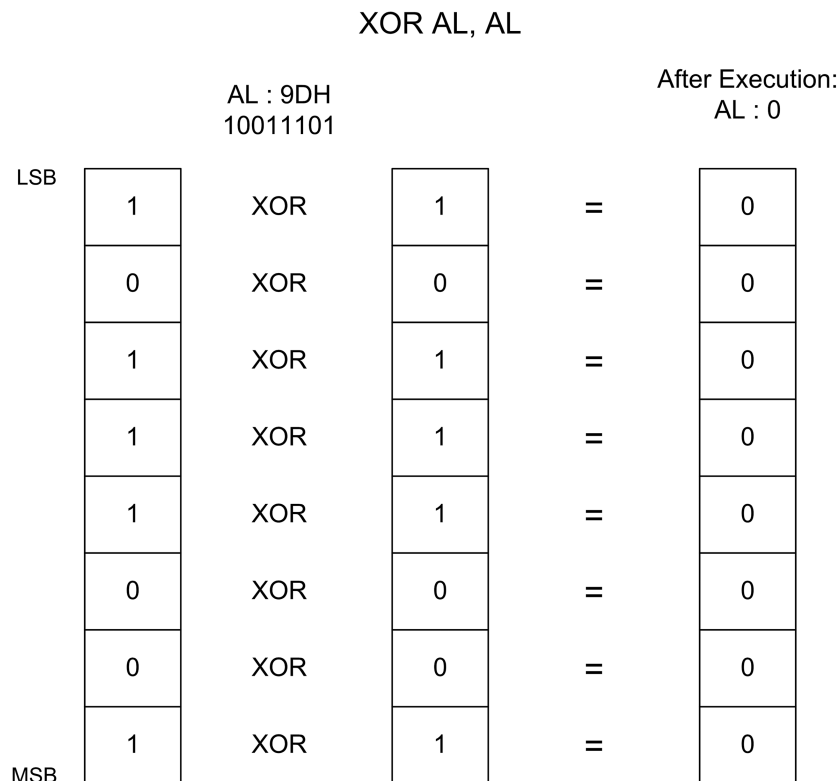 XOR AL, AL
AL : 9DH
10011101
After Execution:
AL : 0
LSB
1 XOR 1 = 0
0 XOR 0 = 0
1 XOR 1 = 0
1 XOR 1 = 0
1 XOR 1 = 0
0 XOR 0 = 0
0 XOR 0 = 0
1 XOR 1 = 0
MSB